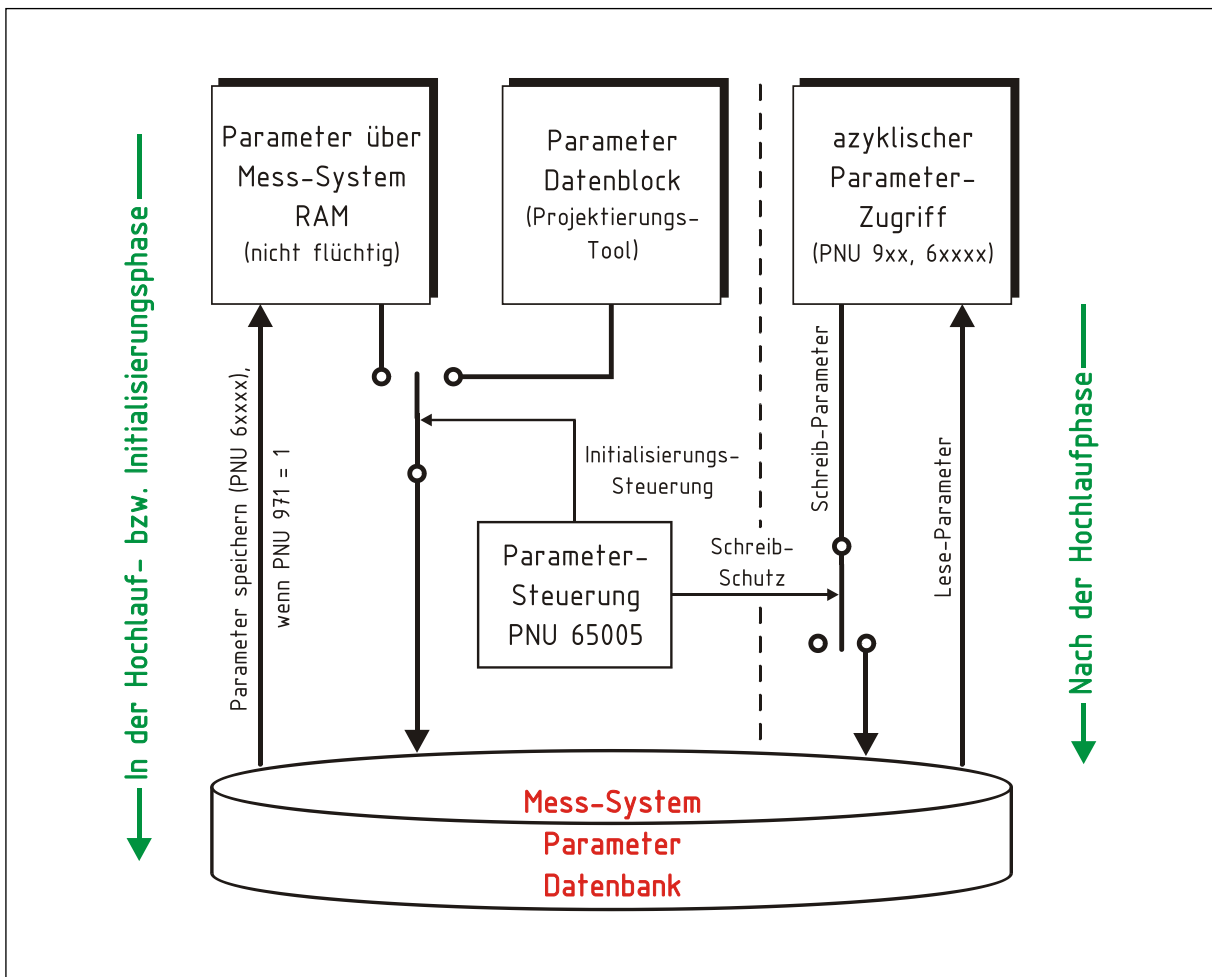 In der Hochlauf- bzw. Initialisierungsphase
Parameter über
Mess-System
RAM
(nicht flüchtig)
Parameter
Datenblock
(Projektierungs-
Tool)
azyklischer
Parameter-
Zugriff
(PNU 9xx, 6xxxx)
Parameter speichern (PNU 6xxxx),
wenn PNU 971 = 1
Initialisierungs-
Steuerung
Parameter-
Steuerung
PNU 65005
Schreib-
Schutz
Schreib-Parameter
Lese-Parameter
Nach der Hochlaufphase
Mess-System
Parameter
Datenbank